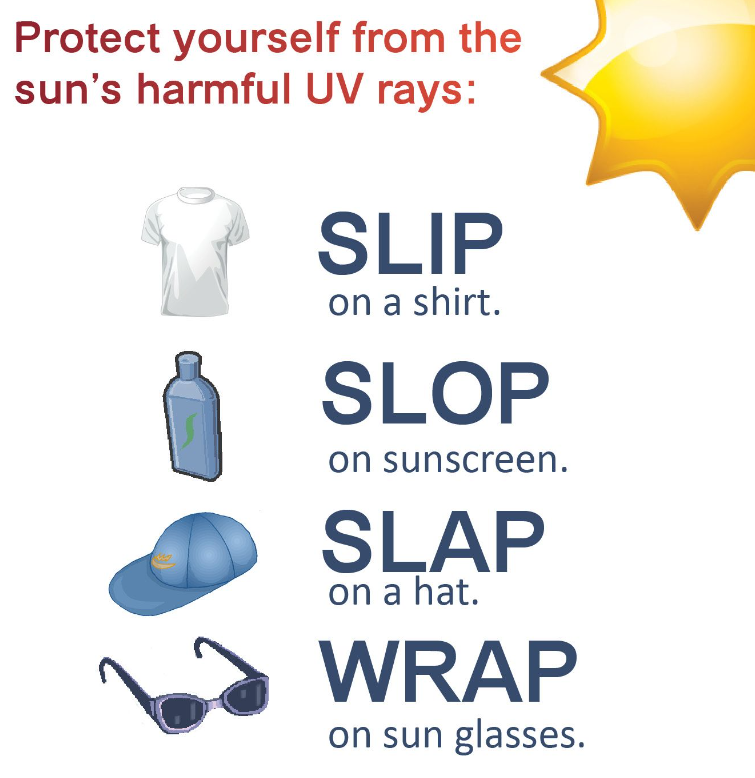 Protect yourself from the
sun’s harmful UV rays:
SLIP
on a shirt.
SLOP
on sunscreen.
SLAP
on a hat.
WRAP
on sun glasses.